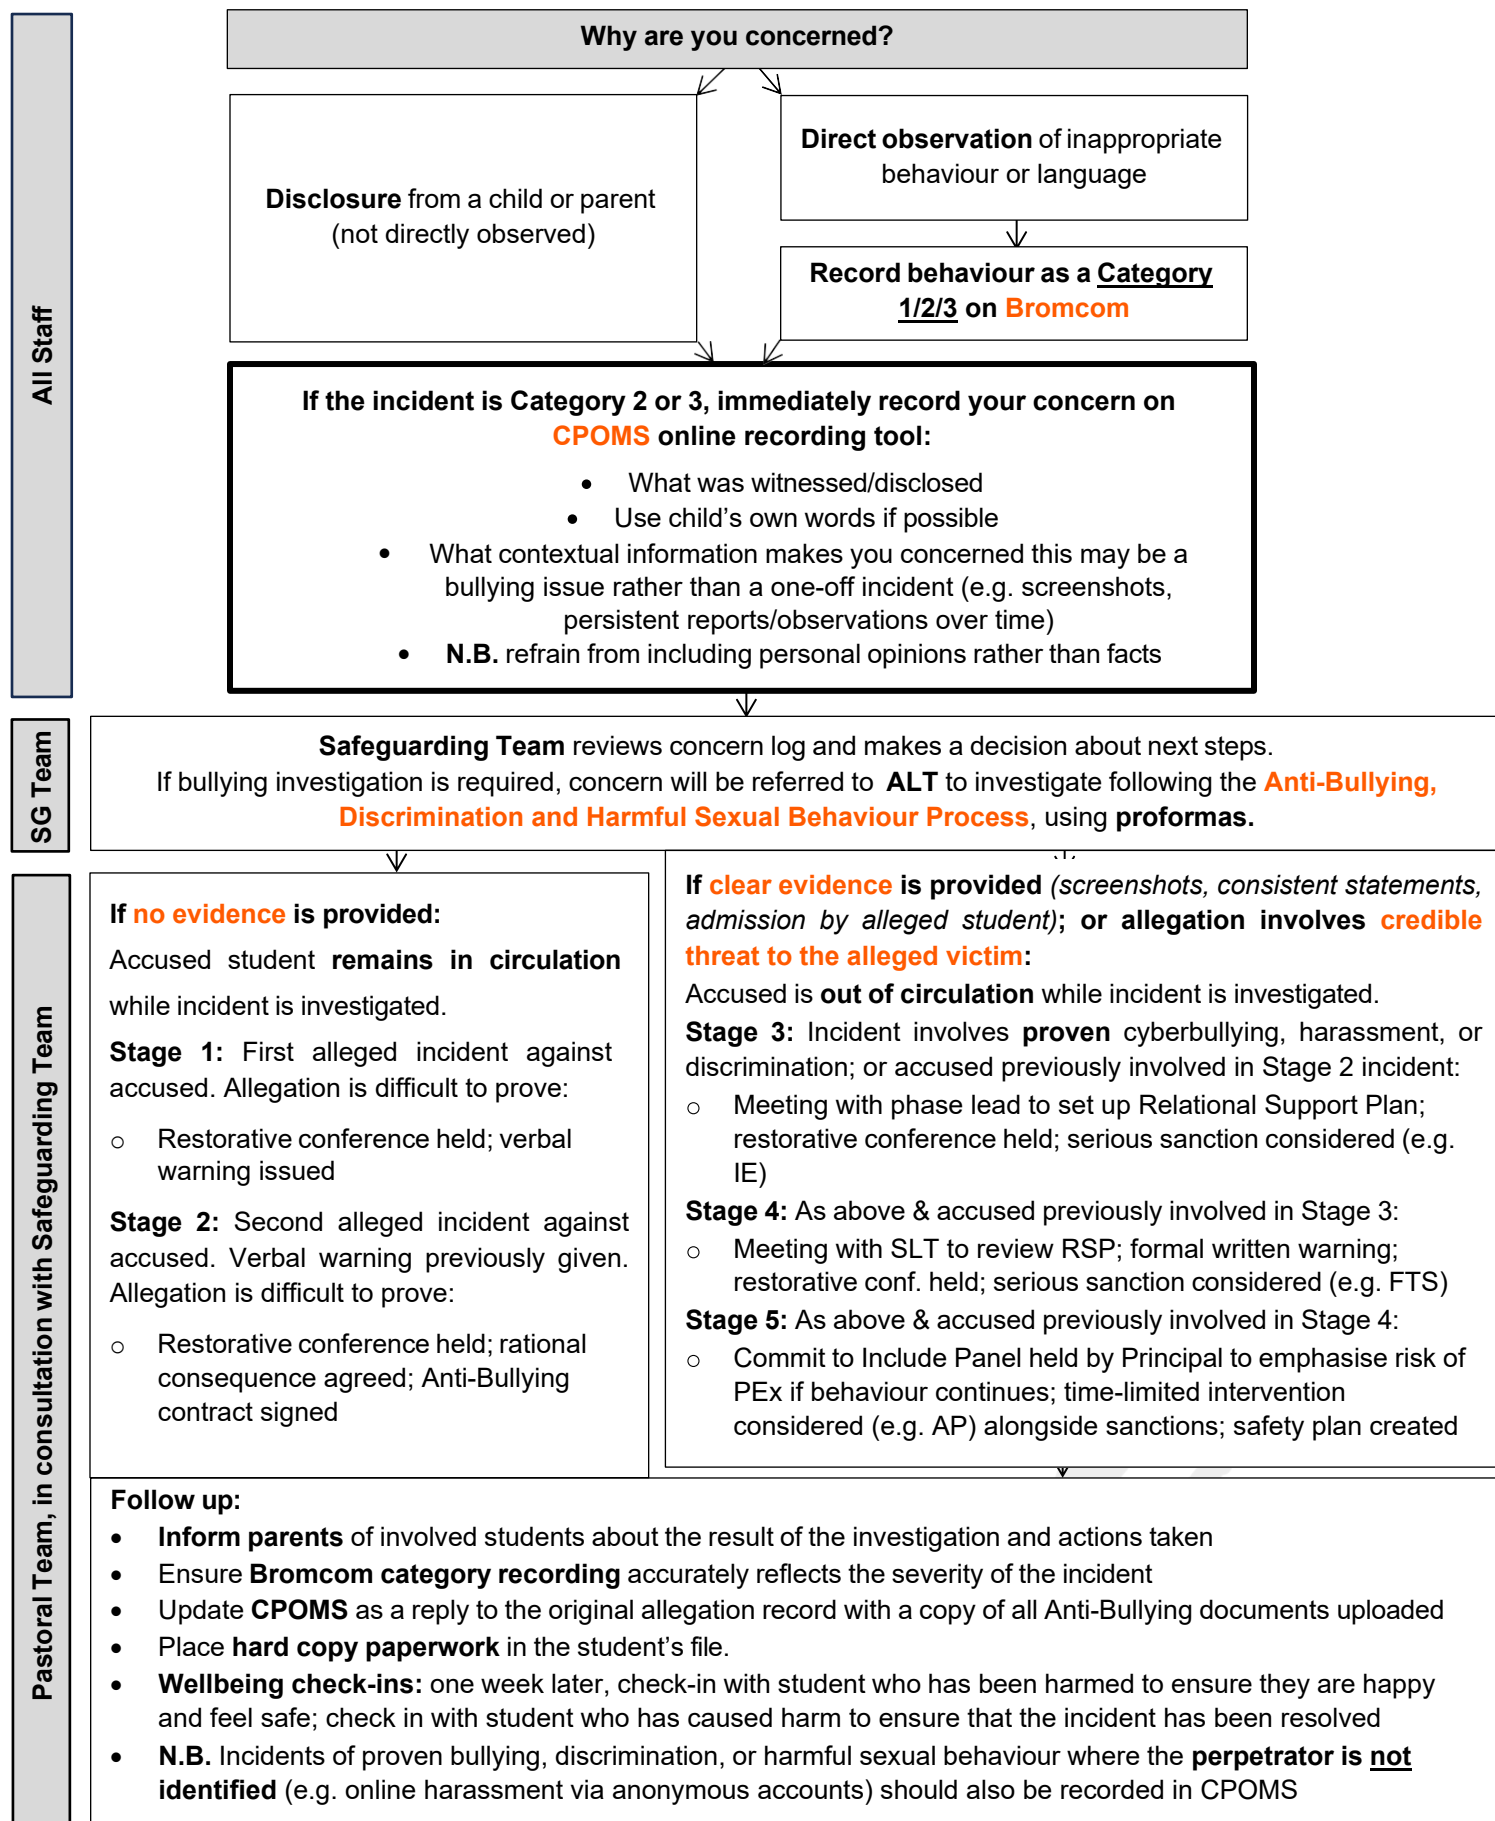 Why are you concerned?
All Staff
Disclosure from a child or parent
(not directly observed)
Direct observation of inappropriate
behaviour or language
Record behaviour as a Category
1/2/3 on Bromcom
If the incident is Category 2 or 3, immediately record your concern on
CPOMS online recording tool:
• What was witnessed/disclosed
• Use child's own words if possible
• What contextual information makes you concerned this may be a
bullying issue rather than a one-off incident (e.g. screenshots,
persistent reports/observations over time)
• N.B. refrain from including personal opinions rather than facts
SG Team
Safeguarding Team reviews concern log and makes a decision about next steps.
If bullying investigation is required, concern will be referred to ALT to investigate following the Anti-Bullying,
Discrimination and Harmful Sexual Behaviour Process, using proformas.
Pastoral Team, in consultation with Safeguarding Team
If no evidence is provided:
Accused student remains in circulation
while incident is investigated.
Stage 1: First alleged incident against
accused. Allegation is difficult to prove:
o Restorative conference held; verbal
warning issued
Stage 2: Second alleged incident against
accused. Verbal warning previously given.
Allegation is difficult to prove:
o Restorative conference held; rational
consequence agreed; Anti-Bullying
contract signed
If clear evidence is provided (screenshots, consistent statements,
admission by alleged student); or allegation involves credible
threat to the alleged victim:
Accused is out of circulation while incident is investigated.
Stage 3: Incident involves proven cyberbullying, harassment, or
discrimination; or accused previously involved in Stage 2 incident:
o Meeting with phase lead to set up Relational Support Plan;
restorative conference held; serious sanction considered (e.g.
IE)
Stage 4: As above & accused previously involved in Stage 3:
o Meeting with SLT to review RSP; formal written warning;
restorative conf. held; serious sanction considered (e.g. FTS)
Stage 5: As above & accused previously involved in Stage 4:
o Commit to Include Panel held by Principal to emphasise risk of
PEx if behaviour continues; time-limited intervention
considered (e.g. AP) alongside sanctions; safety plan created
Follow up:
• Inform parents of involved students about the result of the investigation and actions taken
• Ensure Bromcom category recording accurately reflects the severity of the incident
• Update CPOMS as a reply to the original allegation record with a copy of all Anti-Bullying documents uploaded
• Place hard copy paperwork in the student's file.
• Wellbeing check-ins: one week later, check-in with student who has been harmed to ensure they are happy
and feel safe; check in with student who has caused harm to ensure that the incident has been resolved
• N.B. Incidents of proven bullying, discrimination, or harmful sexual behaviour where the perpetrator is not
identified (e.g. online harassment via anonymous accounts) should also be recorded in CPOMS